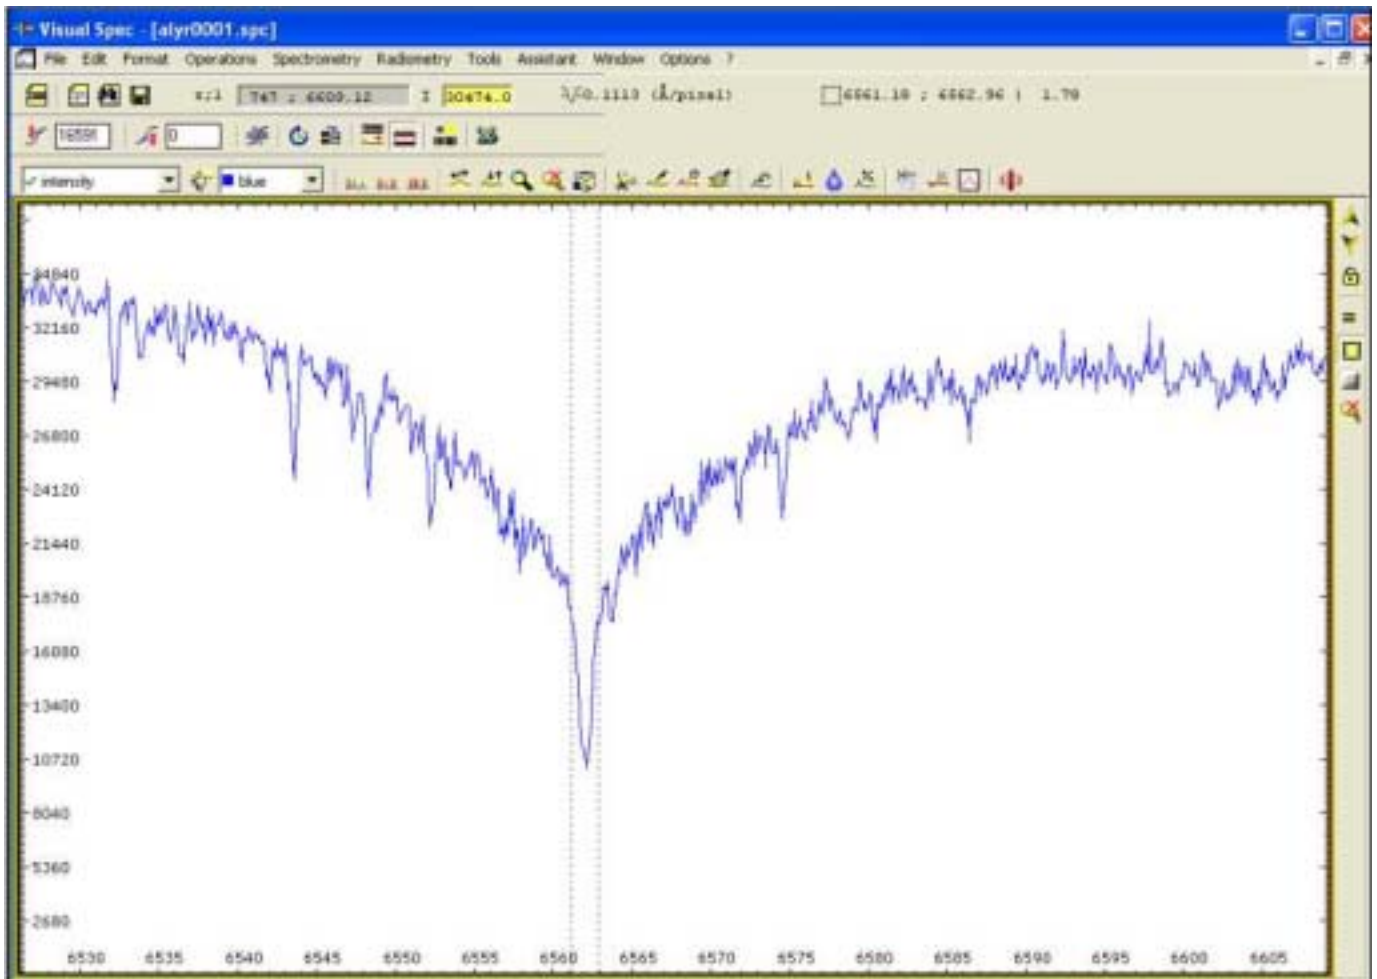 Visual Spec - [alyr0001.spc]
File Edit Format Operations Spectrometry Radiometry Tools Assistant Window Options ?
x;λ 747 ; 6609.12 I 30474.0 0.1113 (Å/pixel) 6561.18 ; 6562.96 | 1.78
16591 0
intensity blue
34840
32160
29480
26800
24120
21440
18760
16080
13400
10720
8040
5360
2680
6530 6535 6540 6545 6550 6555 6560 6565 6570 6575 6580 6585 6590 6595 6600 6605